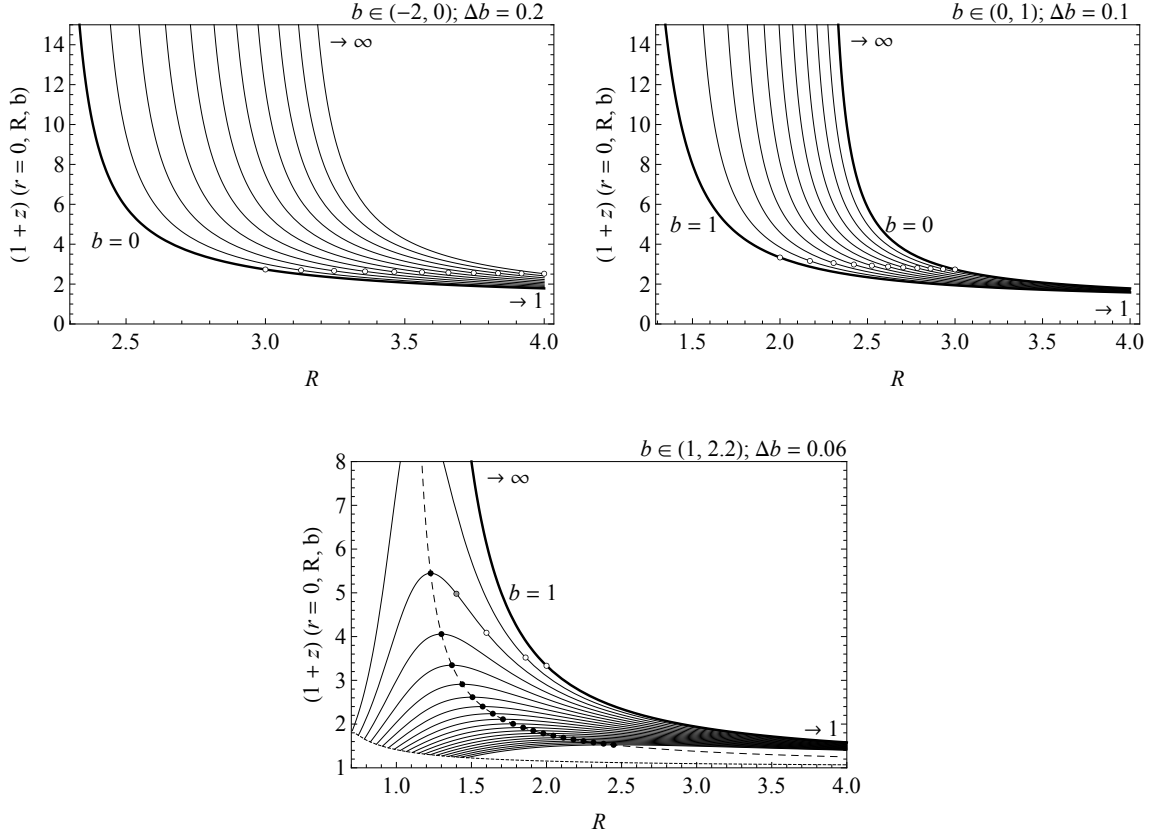 b ∈ (−2, 0); Δb = 0.2
(1 + z) (r = 0, R, b)
14
12
10
8
6
4
2
0
→ ∞
b = 0
→ 1
2.5 3.0 3.5 4.0
R
b ∈ (0, 1); Δb = 0.1
(1 + z) (r = 0, R, b)
14
12
10
8
6
4
2
0
→ ∞
b = 1
b = 0
→ 1
1.5 2.0 2.5 3.0 3.5 4.0
R
b ∈ (1, 2.2); Δb = 0.06
(1 + z) (r = 0, R, b)
8
7
6
5
4
3
2
1
→ ∞
b = 1
→ 1
1.0 1.5 2.0 2.5 3.0 3.5 4.0
R